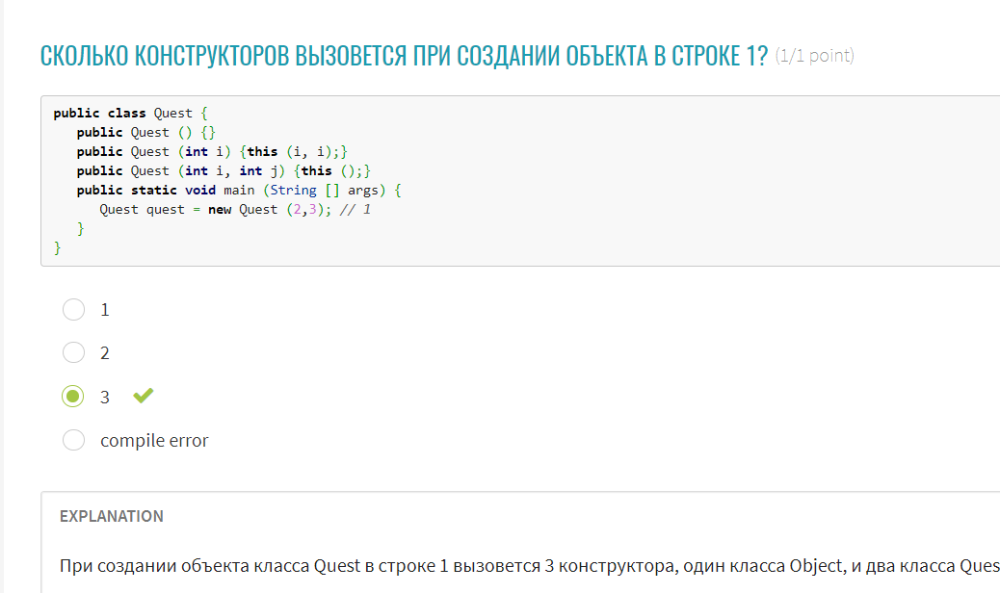 СКОЛЬКО КОНСТРУКТОРОВ ВЫЗОВЕТСЯ ПРИ СОЗДАНИИ ОБЪЕКТА В СТРОКЕ 1? (1/1 point)
public class Quest {
public Quest () {}
public Quest (int i) {this (i, i);}
public Quest (int i, int j) {this ();}
public static void main (String [] args) {
Quest quest = new Quest (2,3); // 1
}
}
1
2
3
compile error
EXPLANATION
При создании объекта класса Quest в строке 1 вызовется 3 конструктора, один класса Object, и два класса Ques